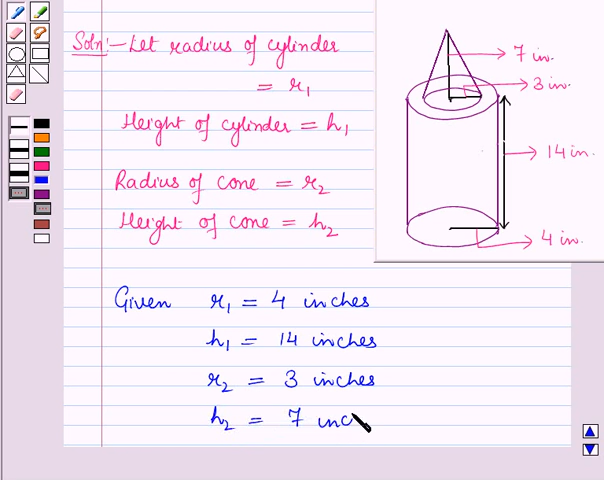 Soln:- Let radius of cylinder
= r1
Height of cylinder = h1
Radius of cone = r2
Height of cone = h2
Given r1 = 4 inches
h1 = 14 inches
r2 = 3 inches
h2 = 7 inc
7 in.
3 in.
14 in.
4 in.